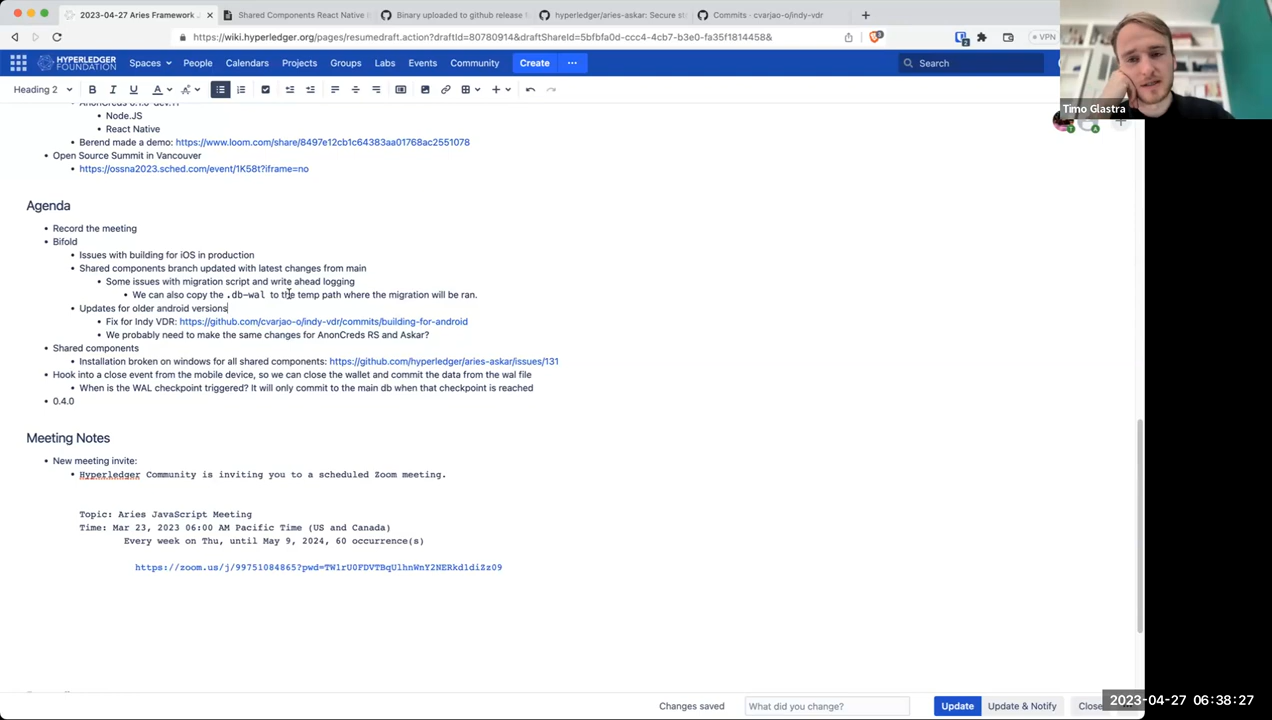 2023-04-27 Aries Framework J
Shared Components React Native
Binary uploaded to github release
hyperledger/aries-askar: Secure st
Commits · cvarjao-o/indy-vdr
https://wiki.hyperledger.org/pages/resumedraft.action?draftId=80780914&draftShareId=5bfbfa0d-ccc4-4cb7-b3e0-fa35f1814458&
VPN
HYPERLEDGER
FOUNDATION
Spaces
People
Calendars
Projects
Groups
Labs
Events
Community
Create
Search
Heading 2
Timo Glastra
AnonCreds 0.1.0-dev.11
Node.JS
React Native
Berend made a demo: https://www.loom.com/share/8497e12cb1c64383aa01768ac2551078
Open Source Summit in Vancouver
https://ossna2023.sched.com/event/1K58t?iframe=no
Agenda
Record the meeting
Bifold
Issues with building for iOS in production
Shared components branch updated with latest changes from main
Some issues with migration script and write ahead logging
We can also copy the .db-wal to the temp path where the migration will be ran.
Updates for older android versions
Fix for Indy VDR: https://github.com/cvarjao-o/indy-vdr/commits/building-for-android
We probably need to make the same changes for AnonCreds RS and Askar?
Shared components
Installation broken on windows for all shared components: https://github.com/hyperledger/aries-askar/issues/131
Hook into a close event from the mobile device, so we can close the wallet and commit the data from the wal file
When is the WAL checkpoint triggered? It will only commit to the main db when that checkpoint is reached
0.4.0
Meeting Notes
New meeting invite:
Hyperledger Community is inviting you to a scheduled Zoom meeting.
Topic: Aries JavaScript Meeting
Time: Mar 23, 2023 06:00 AM Pacific Time (US and Canada)
Every week on Thu, until May 9, 2024, 60 occurrence(s)
https://zoom.us/j/99751084865?pwd=TW1rU0FDVTBqUlhnWnY2NERkd1diZz09
Changes saved
What did you change?
Update
Update & Notify
Close
2023-04-27 06:38:27